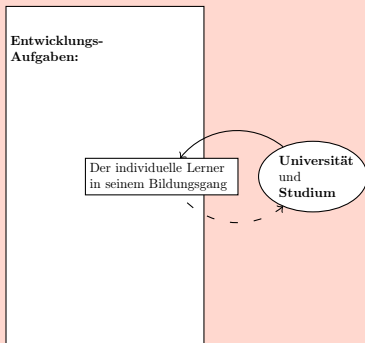 Entwicklungs-
Aufgaben:
Der individuelle Lerner
in seinem Bildungsgang
Universität
und
Studium